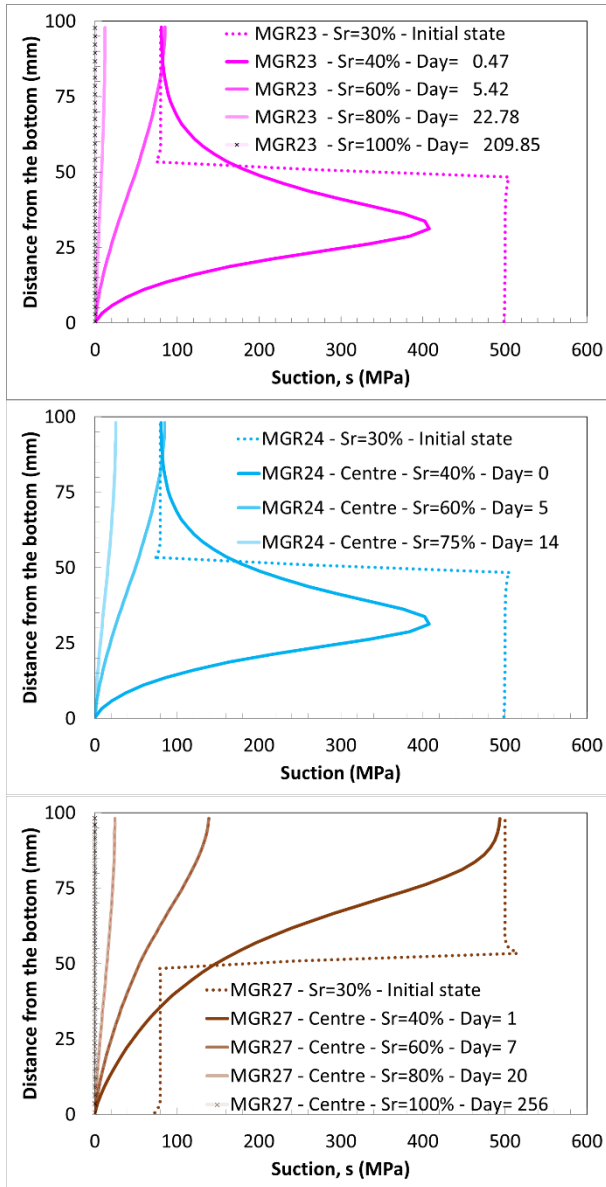 100
75
50
25
0
Distance from the bottom (mm)
MGR23 - Sr=30% - Initial state
MGR23 - Sr=40% - Day= 0.47
MGR23 - Sr=60% - Day= 5.42
MGR23 - Sr=80% - Day= 22.78
MGR23 - Sr=100% - Day= 209.85
0 100 200 300 400 500 600
Suction, s (MPa)
100
75
50
25
0
Distance from the bottom (mm)
MGR24 - Sr=30% - Initial state
MGR24 - Centre - Sr=40% - Day= 0
MGR24 - Centre - Sr=60% - Day= 5
MGR24 - Centre - Sr=75% - Day= 14
0 100 200 300 400 500 600
Suction (MPa)
100
75
50
25
0
Distance from the bottom (mm)
MGR27 - Sr=30% - Initial state
MGR27 - Centre - Sr=40% - Day= 1
MGR27 - Centre - Sr=60% - Day= 7
MGR27 - Centre - Sr=80% - Day= 20
MGR27 - Centre - Sr=100% - Day= 256
0 100 200 300 400 500 600
Suction, s (MPa)